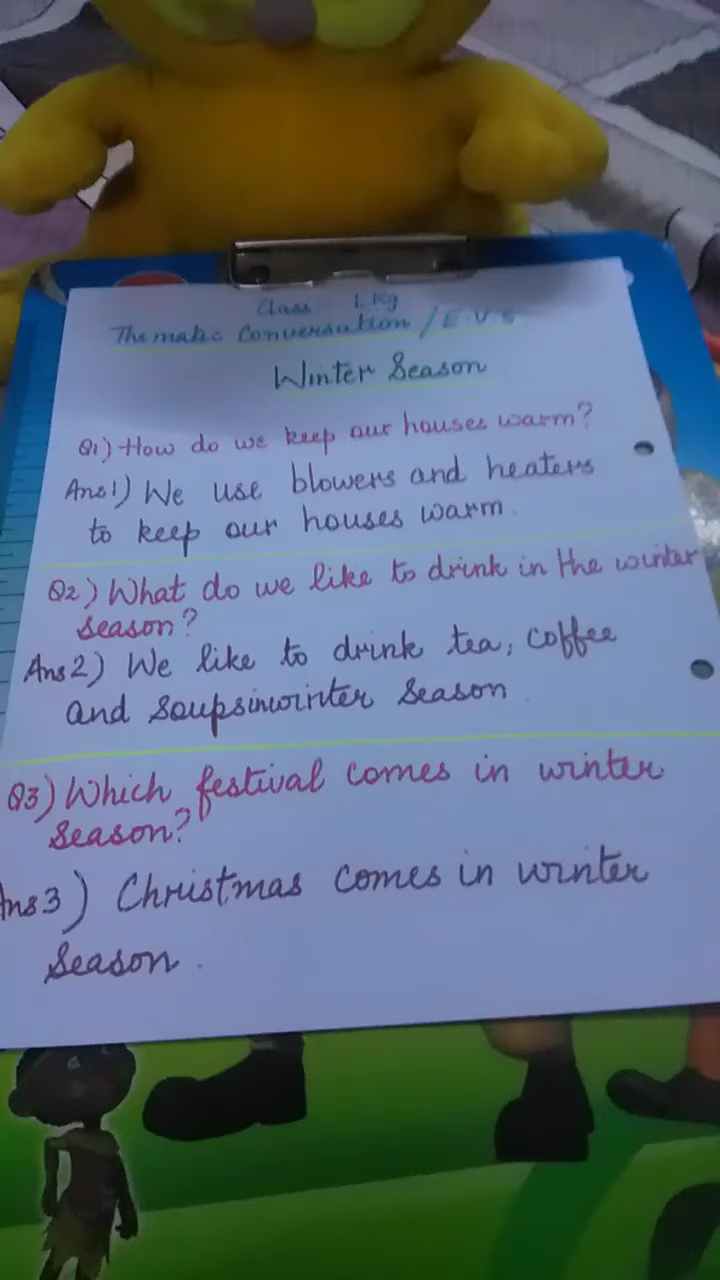 Class LKg
Thematic Conversation / E.V.S
Winter Season
Q1) How do we keep our houses warm?
Ans1) We use blowers and heaters
to keep our houses warm.
Q2) What do we like to drink in the winter
season?
Ans2) We like to drink tea, coffee
and soupsinwinter season
Q3) Which festival comes in winter
season?
Ans3) Christmas comes in winter
season.